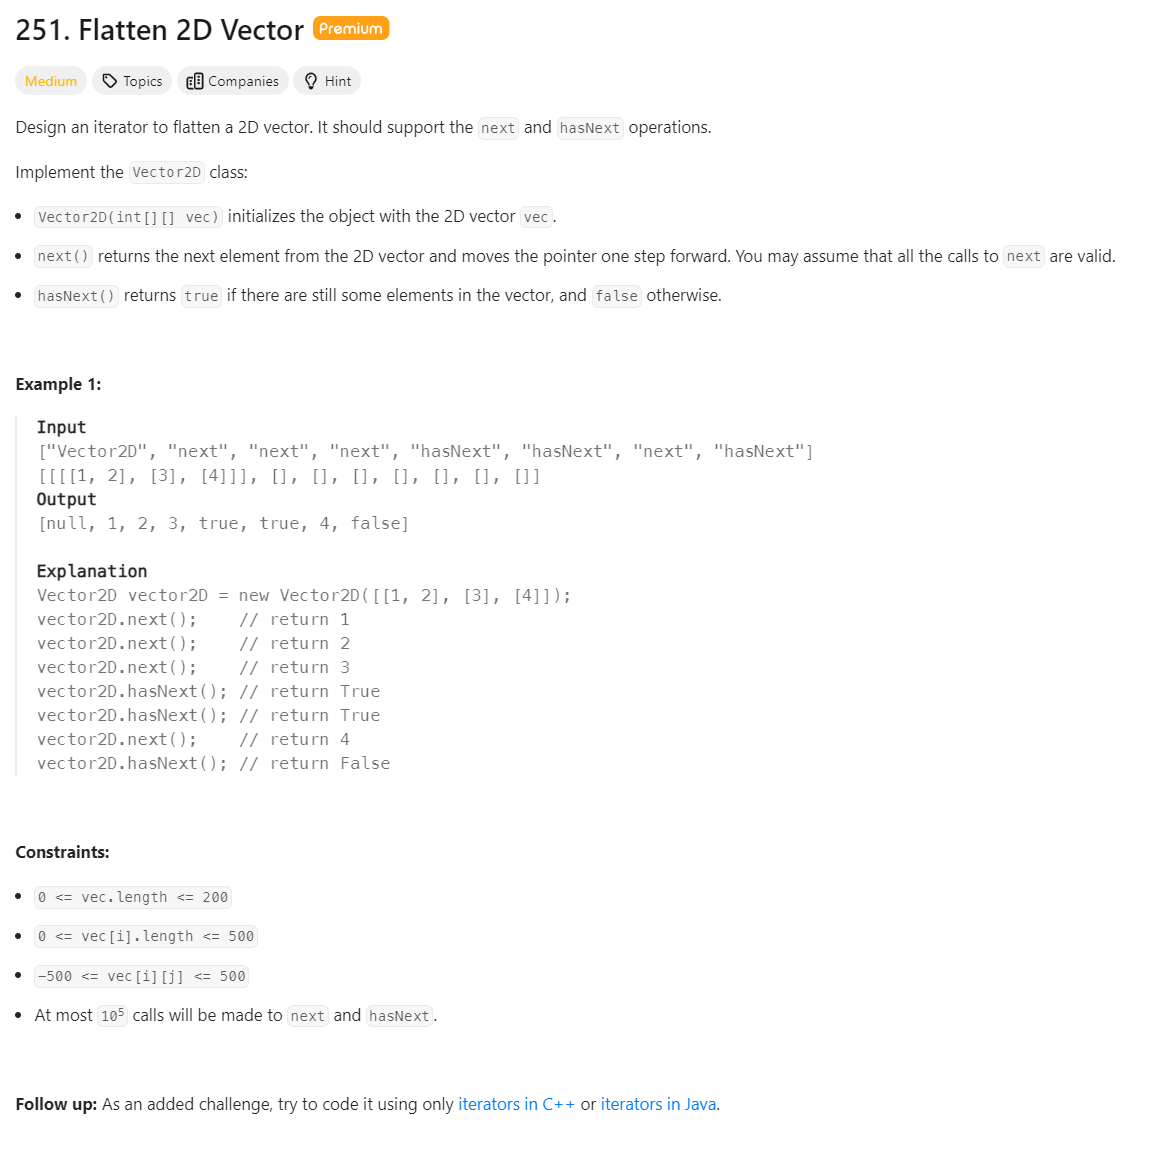 251. Flatten 2D Vector Premium
Medium Topics Companies Hint
Design an iterator to flatten a 2D vector. It should support the next and hasNext operations.
Implement the Vector2D class:
• Vector2D(int[][] vec) initializes the object with the 2D vector vec.
• next() returns the next element from the 2D vector and moves the pointer one step forward. You may assume that all the calls to next are valid.
• hasNext() returns true if there are still some elements in the vector, and false otherwise.
Example 1:
Input
["Vector2D", "next", "next", "next", "hasNext", "hasNext", "next", "hasNext"]
[[[[1, 2], [3], [4]]], [], [], [], [], [], [], []]
Output
[null, 1, 2, 3, true, true, 4, false]
Explanation
Vector2D vector2D = new Vector2D([[1, 2], [3], [4]]);
vector2D.next();    // return 1
vector2D.next();    // return 2
vector2D.next();    // return 3
vector2D.hasNext(); // return True
vector2D.hasNext(); // return True
vector2D.next();    // return 4
vector2D.hasNext(); // return False
Constraints:
• 0 <= vec.length <= 200
• 0 <= vec[i].length <= 500
• -500 <= vec[i][j] <= 500
• At most 10⁵ calls will be made to next and hasNext.
Follow up: As an added challenge, try to code it using only iterators in C++ or iterators in Java.